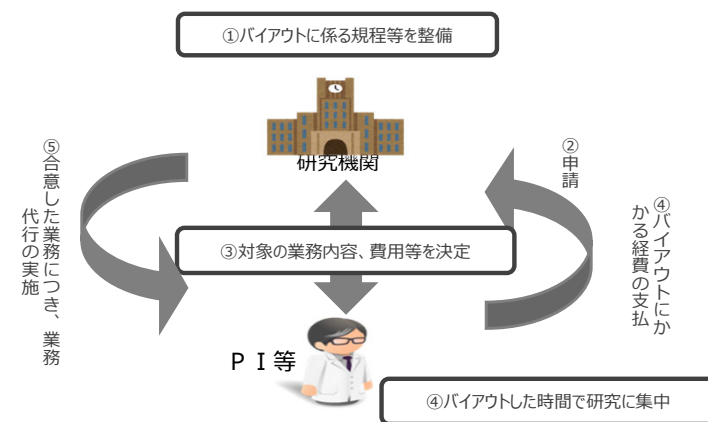 ①バイアウトに係る規程等を整備
研究機関
②申請
④バイアウトにか
かる経費の支払
⑤合意した業務につき、業務
代行の実施
③対象の業務内容、費用等を決定
ＰＩ等
④バイアウトした時間で研究に集中